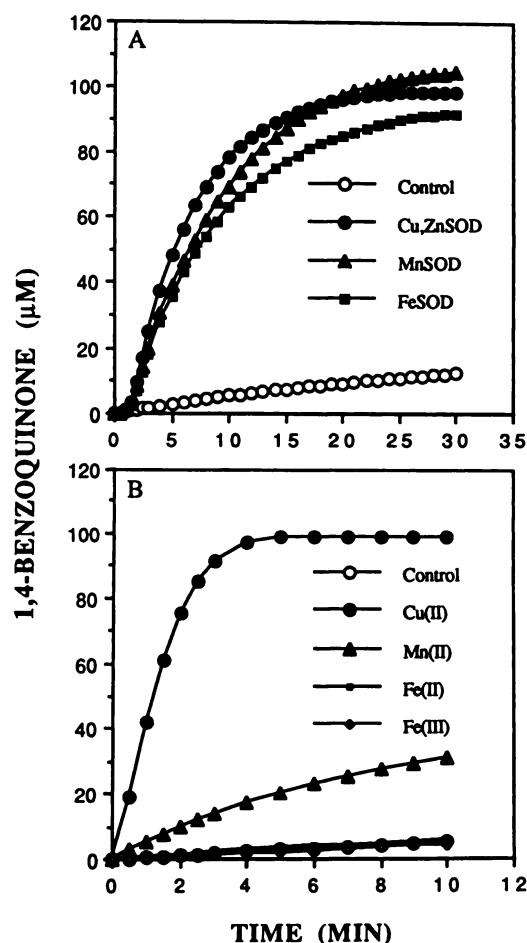 A
120
100
80
60
40
20
0
0 5 10 15 20 25 30 35
Control
Cu,ZnSOD
MnSOD
FeSOD
1,4-BENZOQUINONE (μM)
B
120
100
80
60
40
20
0
0 2 4 6 8 10 12
Control
Cu(II)
Mn(II)
Fe(II)
Fe(III)
TIME (MIN)